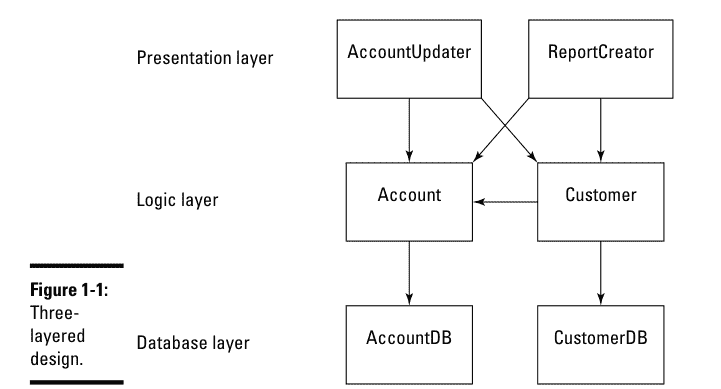 Presentation layer
AccountUpdater
ReportCreator
Logic layer
Account
Customer
Figure 1-1:
Three-
layered
design.
Database layer
AccountDB
CustomerDB